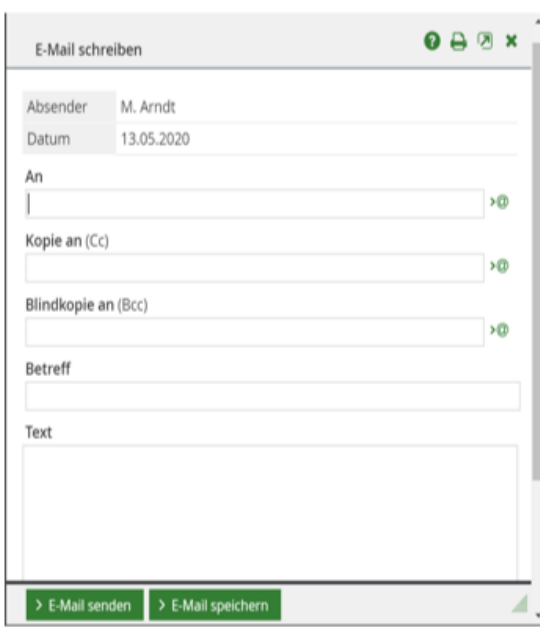 E-Mail schreiben
Absender M. Arndt
Datum 13.05.2020
An
>@
Kopie an (Cc)
>@
Blindkopie an (Bcc)
>@
Betreff
Text
> E-Mail senden > E-Mail speichern